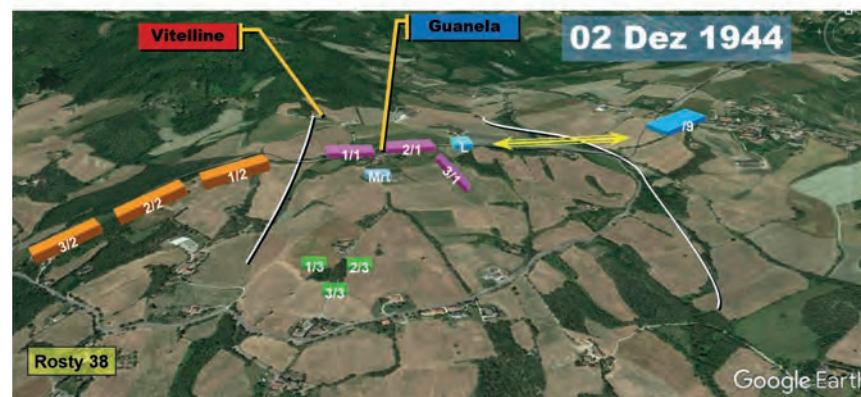 Vitelline
Guanela
02 Dez 1944
/9
1/1
2/1
L
3/1
M/t
1/2
2/2
3/2
1/3
2/3
3/3
Rosty 38
Google Earth